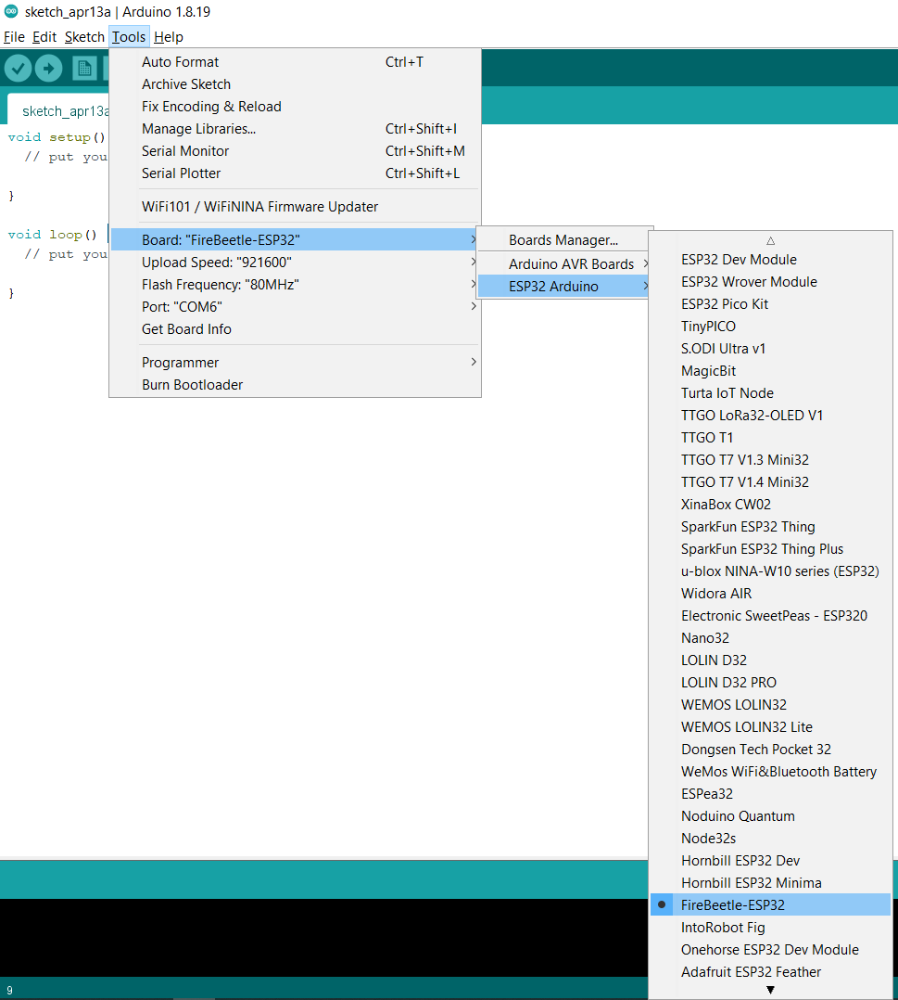 sketch_apr13a | Arduino 1.8.19
File Edit Sketch Tools Help
sketch_apr13a
void setup()
// put you
}
void loop()
// put you
}
Auto Format Ctrl+T
Archive Sketch
Fix Encoding & Reload
Manage Libraries... Ctrl+Shift+I
Serial Monitor Ctrl+Shift+M
Serial Plotter Ctrl+Shift+L
WiFi101 / WiFiNINA Firmware Updater
Board: "FireBeetle-ESP32"
Upload Speed: "921600"
Flash Frequency: "80MHz"
Port: "COM6"
Get Board Info
Programmer
Burn Bootloader
Boards Manager...
Arduino AVR Boards
ESP32 Arduino
ESP32 Dev Module
ESP32 Wrover Module
ESP32 Pico Kit
TinyPICO
S.ODI Ultra v1
MagicBit
Turta IoT Node
TTGO LoRa32-OLED V1
TTGO T1
TTGO T7 V1.3 Mini32
TTGO T7 V1.4 Mini32
XinaBox CW02
SparkFun ESP32 Thing
SparkFun ESP32 Thing Plus
u-blox NINA-W10 series (ESP32)
Widora AIR
Electronic SweetPeas - ESP320
Nano32
LOLIN D32
LOLIN D32 PRO
WEMOS LOLIN32
WEMOS LOLIN32 Lite
Dongsen Tech Pocket 32
WeMos WiFi&Bluetooth Battery
ESPea32
Noduino Quantum
Node32s
Hornbill ESP32 Dev
Hornbill ESP32 Minima
FireBeetle-ESP32
IntoRobot Fig
Onehorse ESP32 Dev Module
Adafruit ESP32 Feather
9